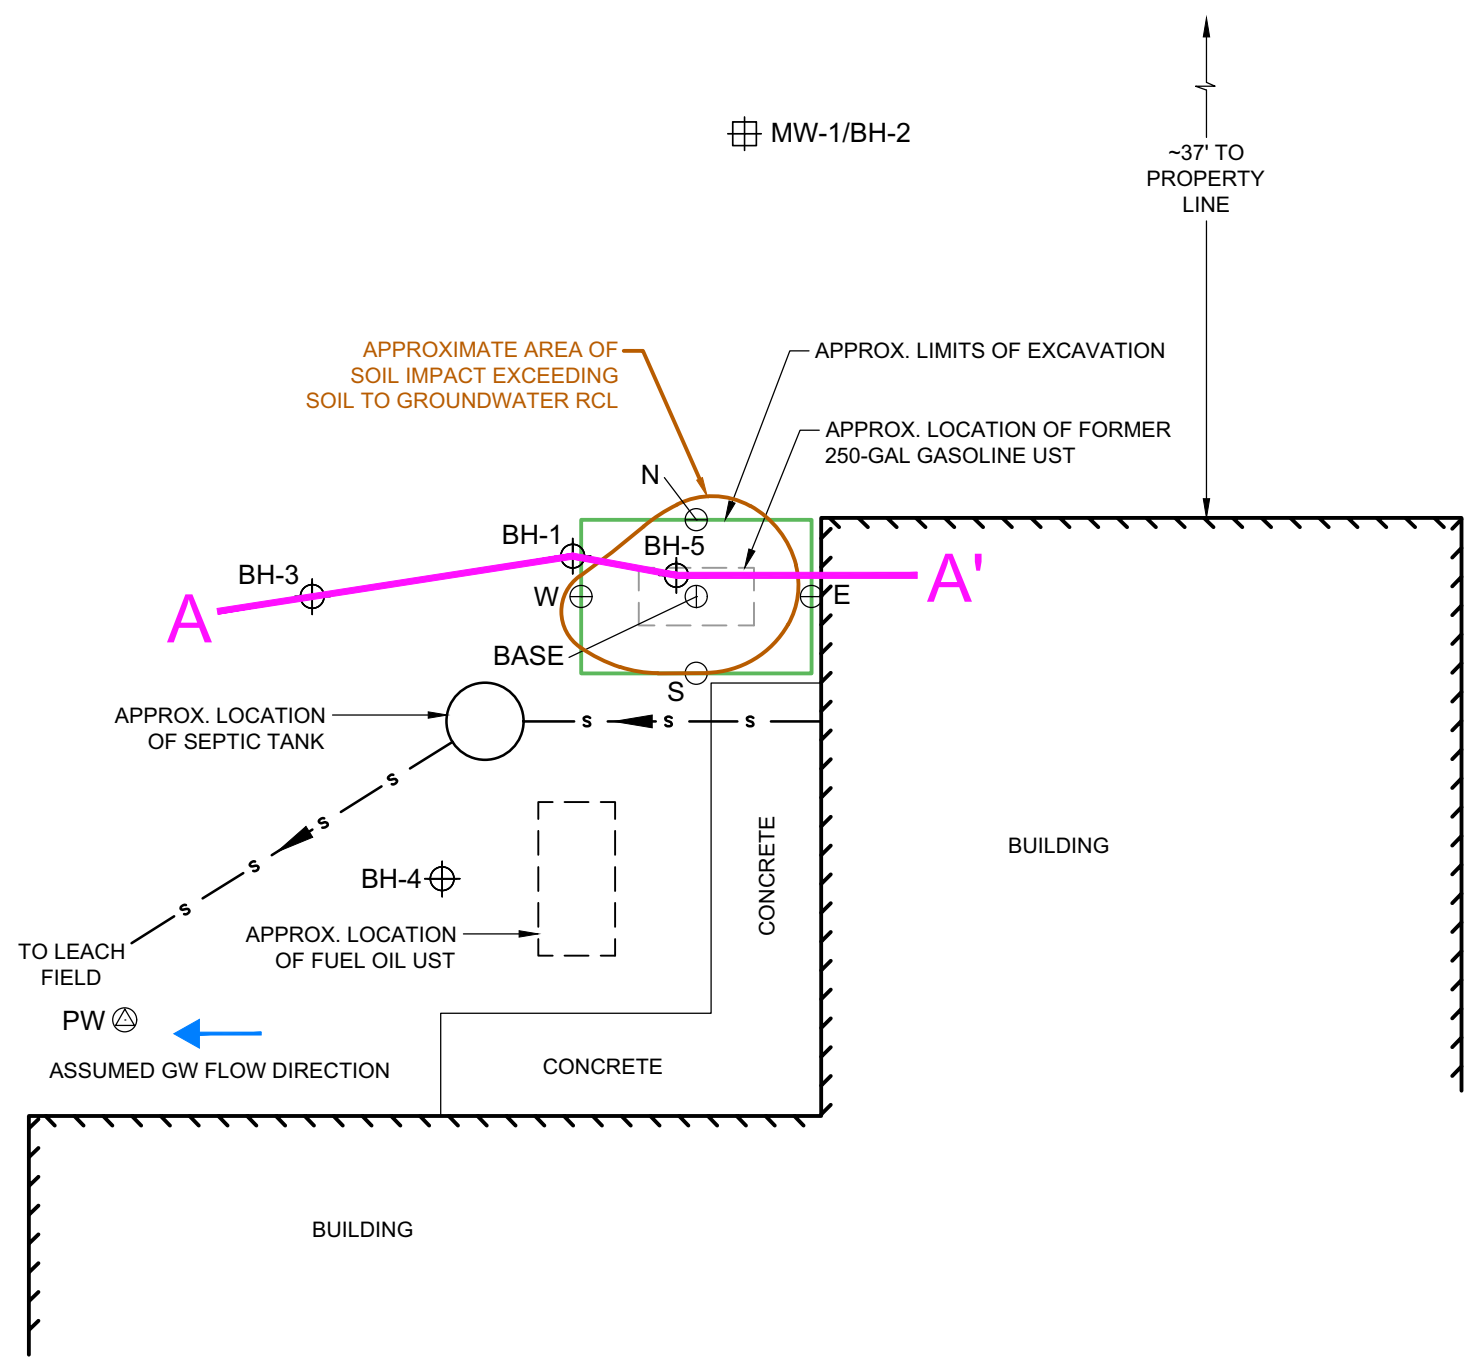 MW-1/BH-2
~37' TO
PROPERTY
LINE
APPROXIMATE AREA OF
SOIL IMPACT EXCEEDING
SOIL TO GROUNDWATER RCL
APPROX. LIMITS OF EXCAVATION
APPROX. LOCATION OF FORMER
250-GAL GASOLINE UST
N
BH-1
BH-5
BH-3
A
A'
W
E
BASE
S
APPROX. LOCATION
OF SEPTIC TANK
s s s
s
s
s
s
BH-4
CONCRETE
BUILDING
APPROX. LOCATION
OF FUEL OIL UST
TO LEACH
FIELD
PW
ASSUMED GW FLOW DIRECTION
CONCRETE
BUILDING